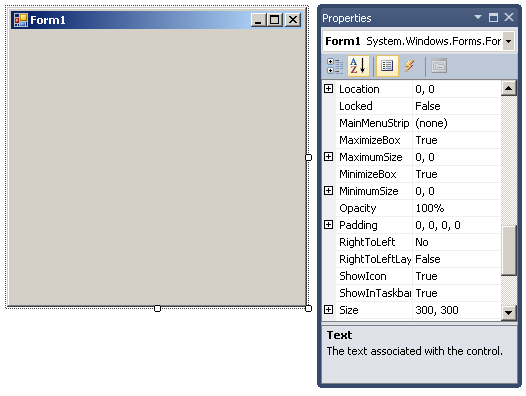 Form1
Properties
Form1 System.Windows.Forms.For
A
Z
Location 0, 0
Locked False
MainMenuStrip (none)
MaximizeBox True
MaximumSize 0, 0
MinimizeBox True
MinimumSize 0, 0
Opacity 100%
Padding 0, 0, 0, 0
RightToLeft No
RightToLeftLay False
ShowIcon True
ShowInTaskbar True
Size 300, 300
Text
The text associated with the control.